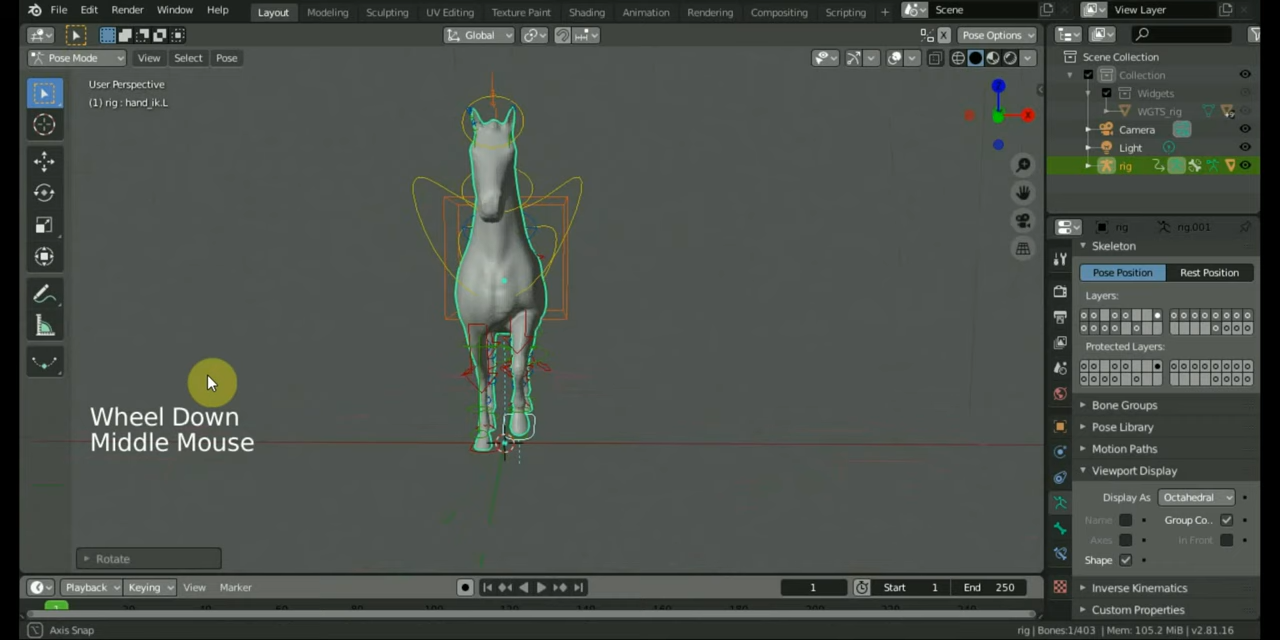 File Edit Render Window Help Layout Modeling Sculpting UV Editing Texture Paint Shading Animation Rendering Compositing Scripting + Scene View Layer
Global X Pose Options
Pose Mode View Select Pose
User Perspective
(1) rig : hand_ik.L
X
Scene Collection
Collection
Widgets
WGTS_rig
Camera
Light
rig
rig rig.001
Skeleton
Pose Position Rest Position
Layers:
Protected Layers:
Bone Groups
Pose Library
Motion Paths
Viewport Display
Display As Octahedral
Name Group Co..
Axes In Front
Shape
Inverse Kinematics
Custom Properties
Wheel Down
Middle Mouse
Rotate
Playback Keying View Marker 1 Start 1 End 250
1
Axis Snap rig | Bones:1/403 | Mem: 105.2 MiB | v2.81.16